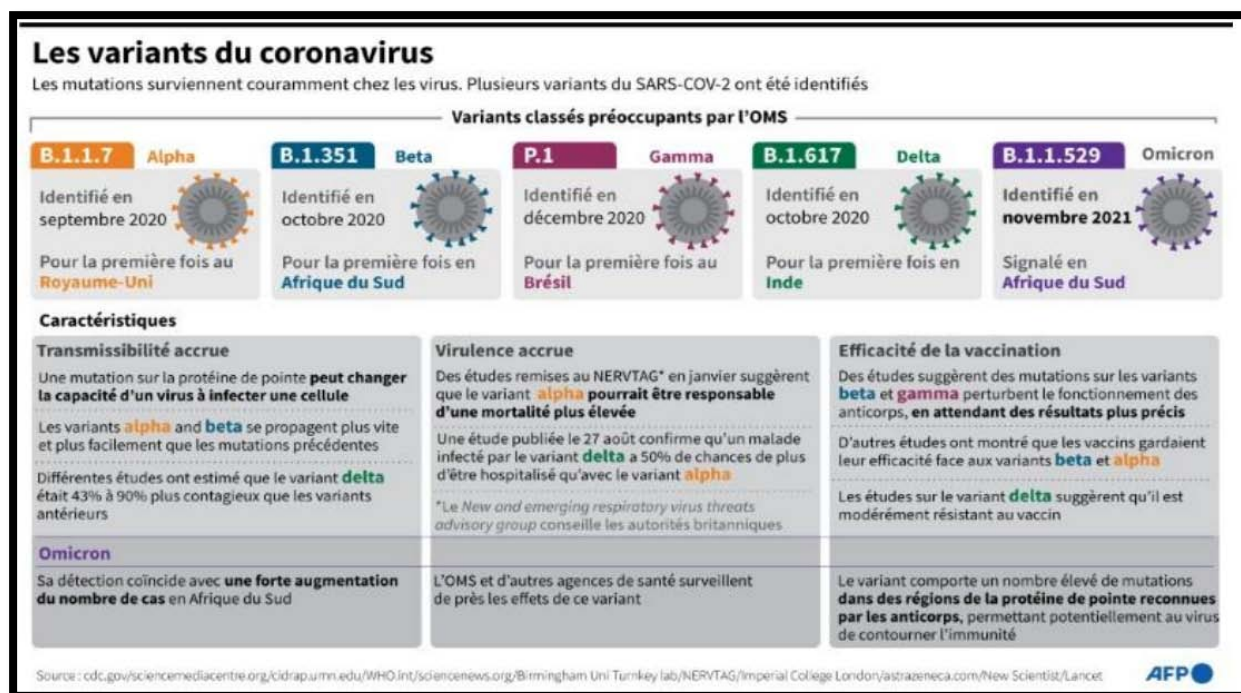 Les variants du coronavirus
Les mutations surviennent couramment chez les virus. Plusieurs variants du SARS-COV-2 ont été identifiés
Variants classés préoccupants par l'OMS
B.1.1.7 Alpha
Identifié en
septembre 2020
Pour la première fois au
Royaume-Uni
B.1.351 Beta
Identifié en
octobre 2020
Pour la première fois en
Afrique du Sud
P.1 Gamma
Identifié en
décembre 2020
Pour la première fois au
Brésil
B.1.617 Delta
Identifié en
octobre 2020
Pour la première fois en
Inde
B.1.1.529 Omicron
Identifié en
novembre 2021
Signalé en
Afrique du Sud
Caractéristiques
Transmissibilité accrue
Une mutation sur la protéine de pointe peut changer
la capacité d'un virus à infecter une cellule
Les variants alpha and beta se propagent plus vite
et plus facilement que les mutations précédentes
Différentes études ont estimé que le variant delta
était 43% à 90% plus contagieux que les variants
antérieurs
Virulence accrue
Des études remises au NERVTAG* en janvier suggèrent
que le variant alpha pourrait être responsable
d'une mortalité plus élevée
Une étude publiée le 27 août confirme qu'un malade
infecté par le variant delta a 50% de chances de plus
d'être hospitalisé qu'avec le variant alpha
*Le New and emerging respiratory virus threats
advisory group conseille les autorités britanniques
Efficacité de la vaccination
Des études suggèrent des mutations sur les variants
beta et gamma perturbent le fonctionnement des
anticorps, en attendant des résultats plus précis
D'autres études ont montré que les vaccins gardaient
leur efficacité face aux variants beta et alpha
Les études sur le variant delta suggèrent qu'il est
modérément résistant au vaccin
Omicron
Sa détection coïncide avec une forte augmentation
du nombre de cas en Afrique du Sud
L'OMS et d'autres agences de santé surveillent
de près les effets de ce variant
Le variant comporte un nombre élevé de mutations
dans des régions de la protéine de pointe reconnues
par les anticorps, permettant potentiellement au virus
de contourner l'immunité
Source : cdc.gov/sciencemediacentre.org/cidrap.umn.edu/WHO.int/sciencenews.org/Birmingham Uni Turnkey lab/NERVTAG/Imperial College London/astrazeneca.com/New Scientist/Lancet
AFP